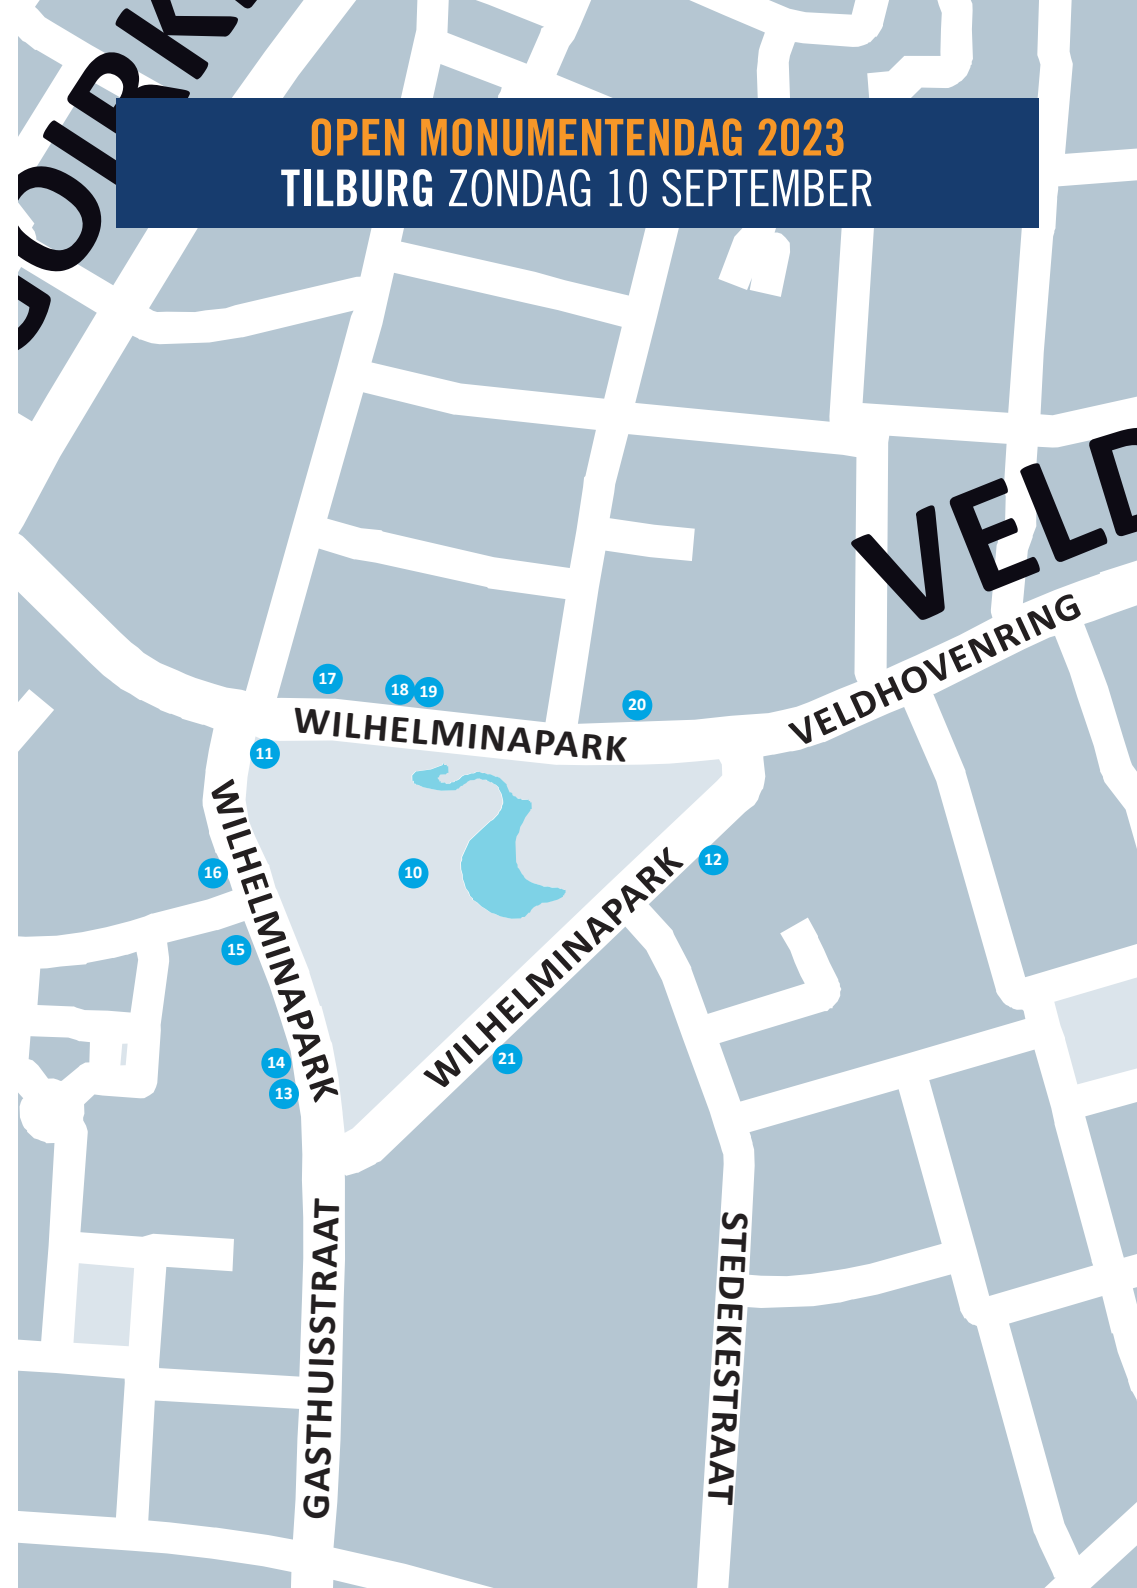 OPEN MONUMENTENDAG 2023
TILBURG ZONDAG 10 SEPTEMBER
VELD
VELDHOVENRING
17
18
19
20
WILHELMINAPARK
11
WILHELMINAPARK
16
10
12
WILHELMINAPARK
15
14
13
21
GASTHUISSTRAAT
STEDEKESTRAAT